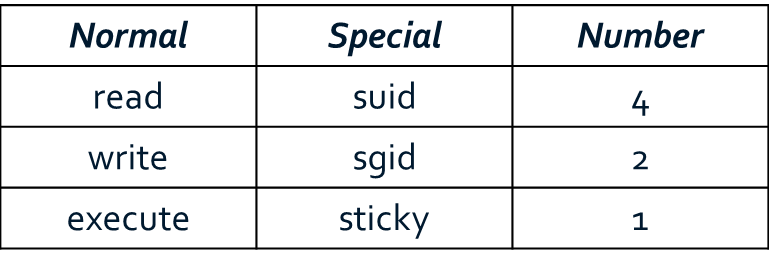 Normal Special Number
read suid 4
write sgid 2
execute sticky 1